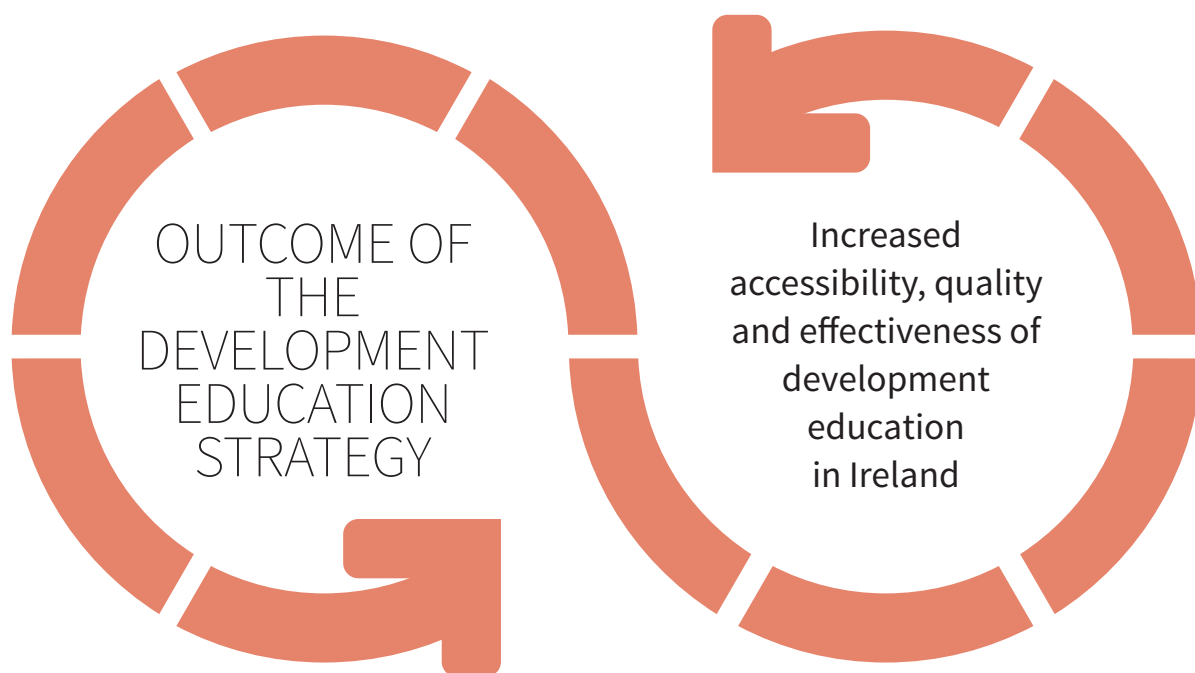 OUTCOME OF
THE
DEVELOPMENT
EDUCATION
STRATEGY
Increased
accessibility, quality
and effectiveness of
development
education
in Ireland